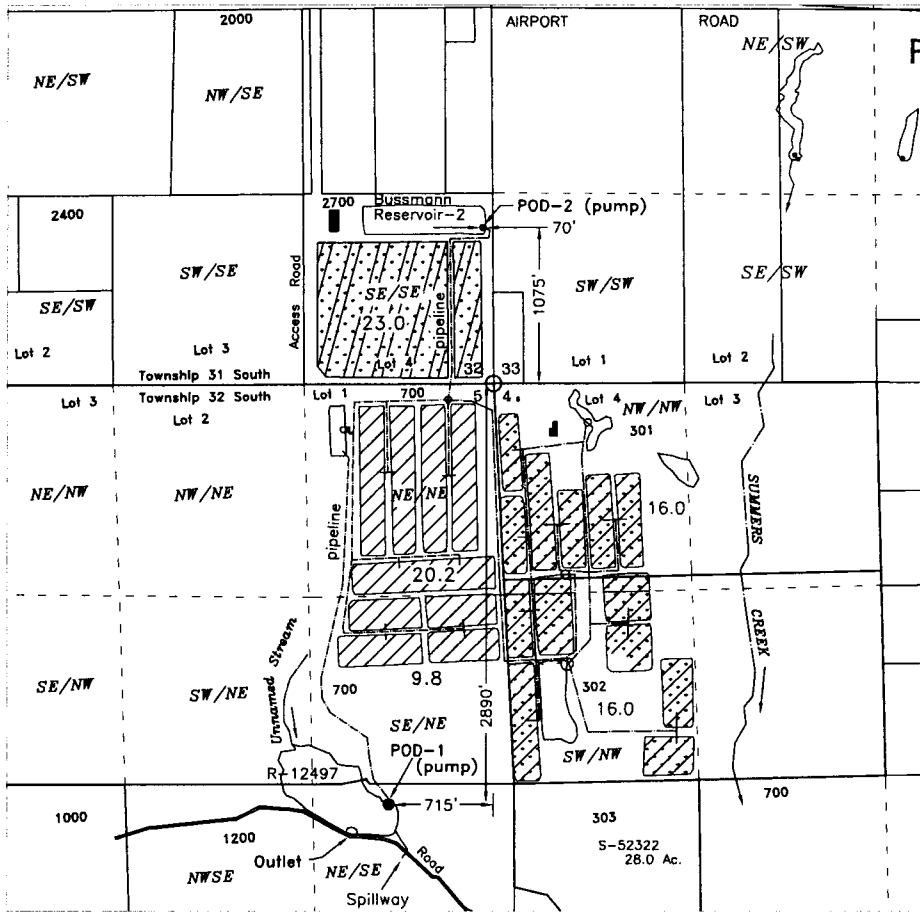 2000
AIRPORT ROAD
NE/SW
NE/SW
NW/SE
2700
Bussmann
Reservoir-2
POD-2 (pump)
2400
70'
SW/SE
Access Road
SE/SE
23.0
pipeline
1075'
SW/SW
SE/SW
SE/SW
Lot 2
Lot 3
Lot 4
32
33
Lot 1
Lot 2
Township 31 South
Township 32 South
Lot 3
Lot 2
Lot 1
700
5
4
Lot 4
NW/NW
301
Lot 3
NE/NW
NW/NE
pipeline
NE/NE
16.0
SUMMERS
20.2
CREEK
Unnamed Stream
SE/NW
SW/NE
9.8
700
2890'
302
16.0
SE/NE
SW/NW
POD-1
(pump)
R-12497
715'
700
1000
1200
303
S-52322
28.0 Ac.
Outlet
Road
NWSE
NE/SE
Spillway